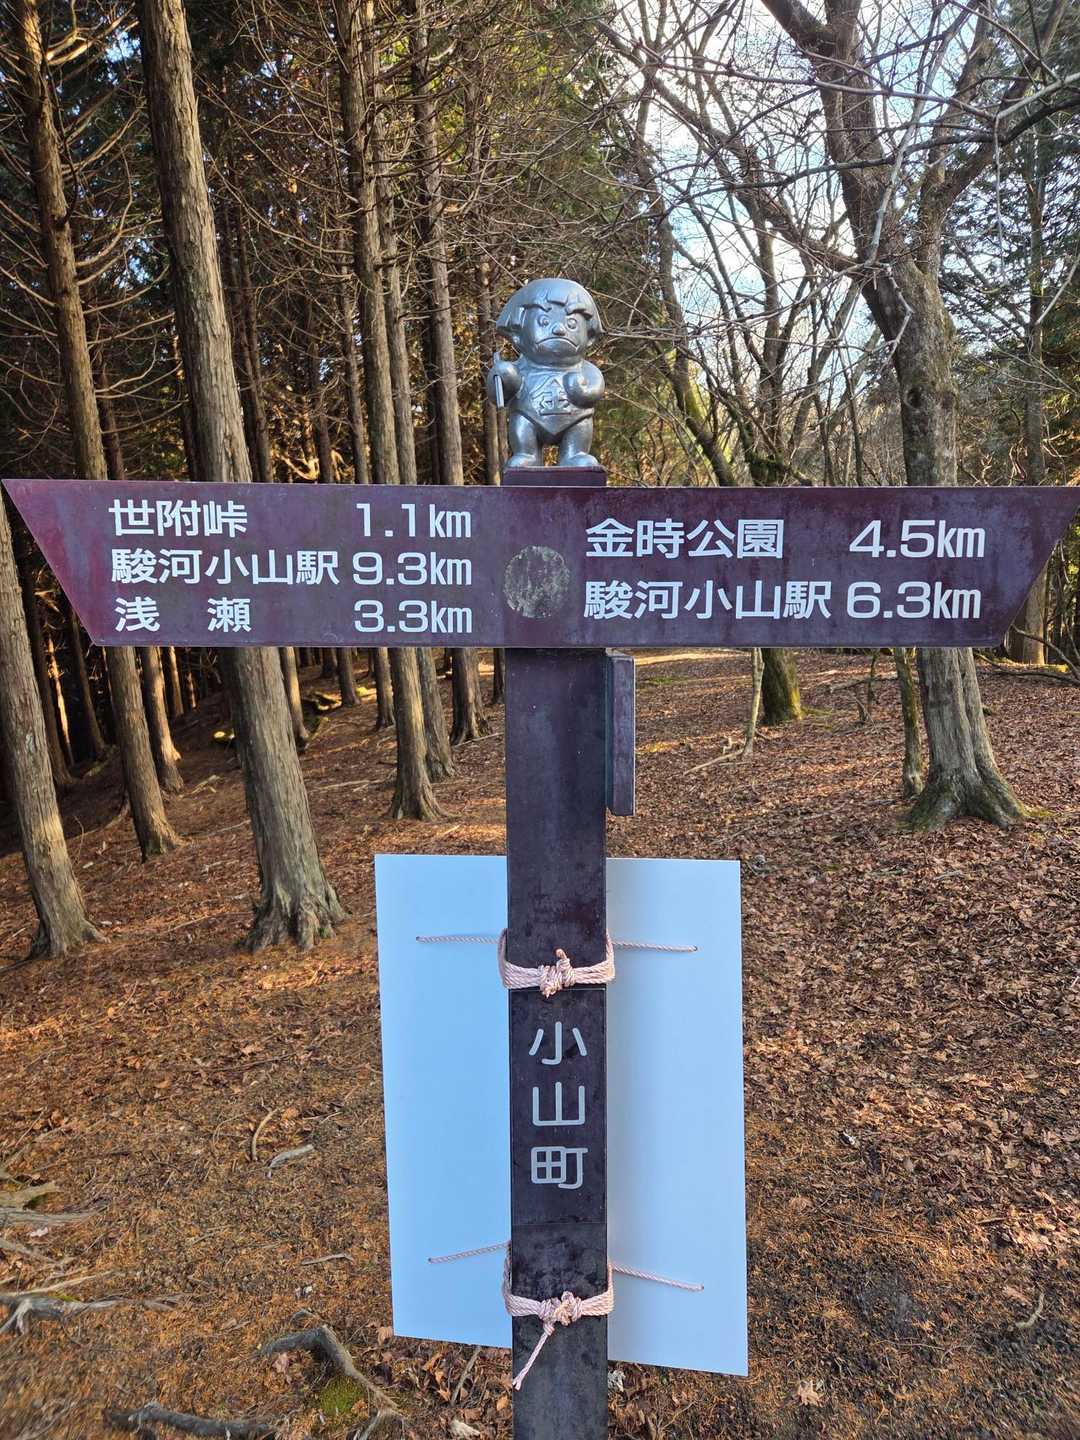 金
世附峠 1.1km
駿河小山駅 9.3km
浅瀬 3.3km
金時公園 4.5km
駿河小山駅 6.3km
小山町